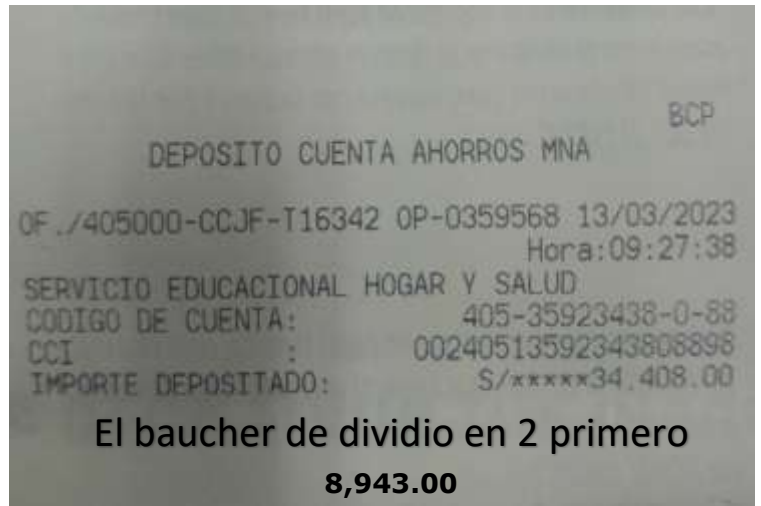 BCP
DEPOSITO CUENTA AHORROS MNA
OF./405000-CCJF-T16342 OP-0359568 13/03/2023
Hora:09:27:38
SERVICIO EDUCACIONAL HOGAR Y SALUD
CODIGO DE CUENTA: 405-35923438-0-88
CCI : 00240513592343808898
IMPORTE DEPOSITADO: S/*****34,408.00
El baucher de dividio en 2 primero
8,943.00